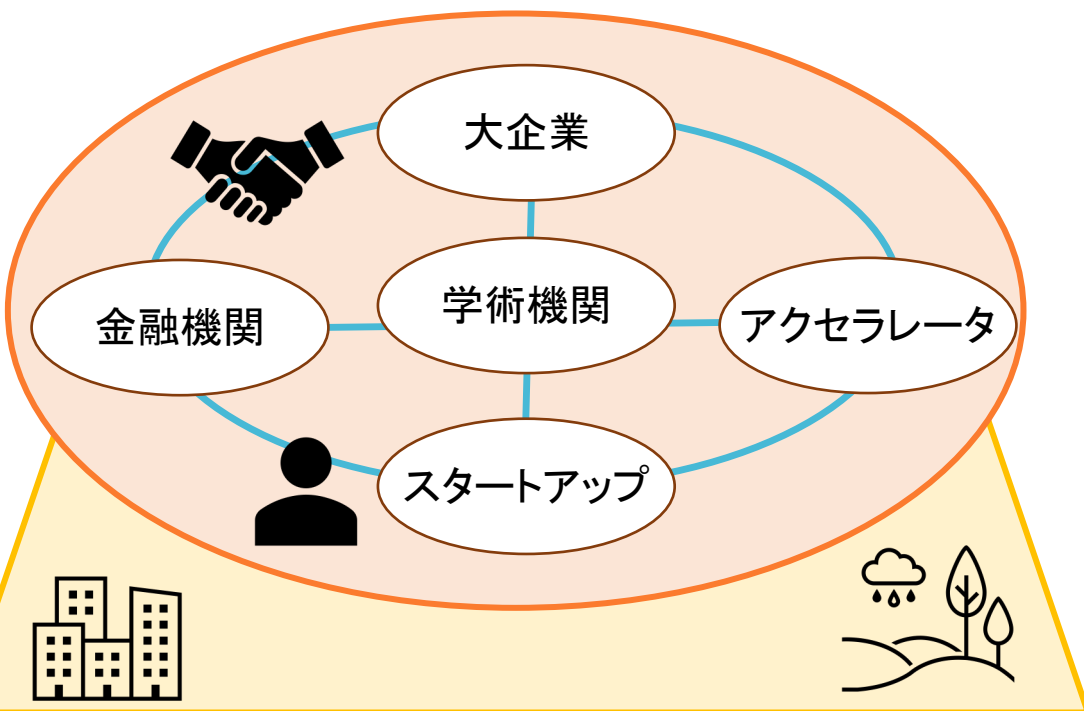 大企業
金融機関
学術機関
アクセラレータ
スタートアップ